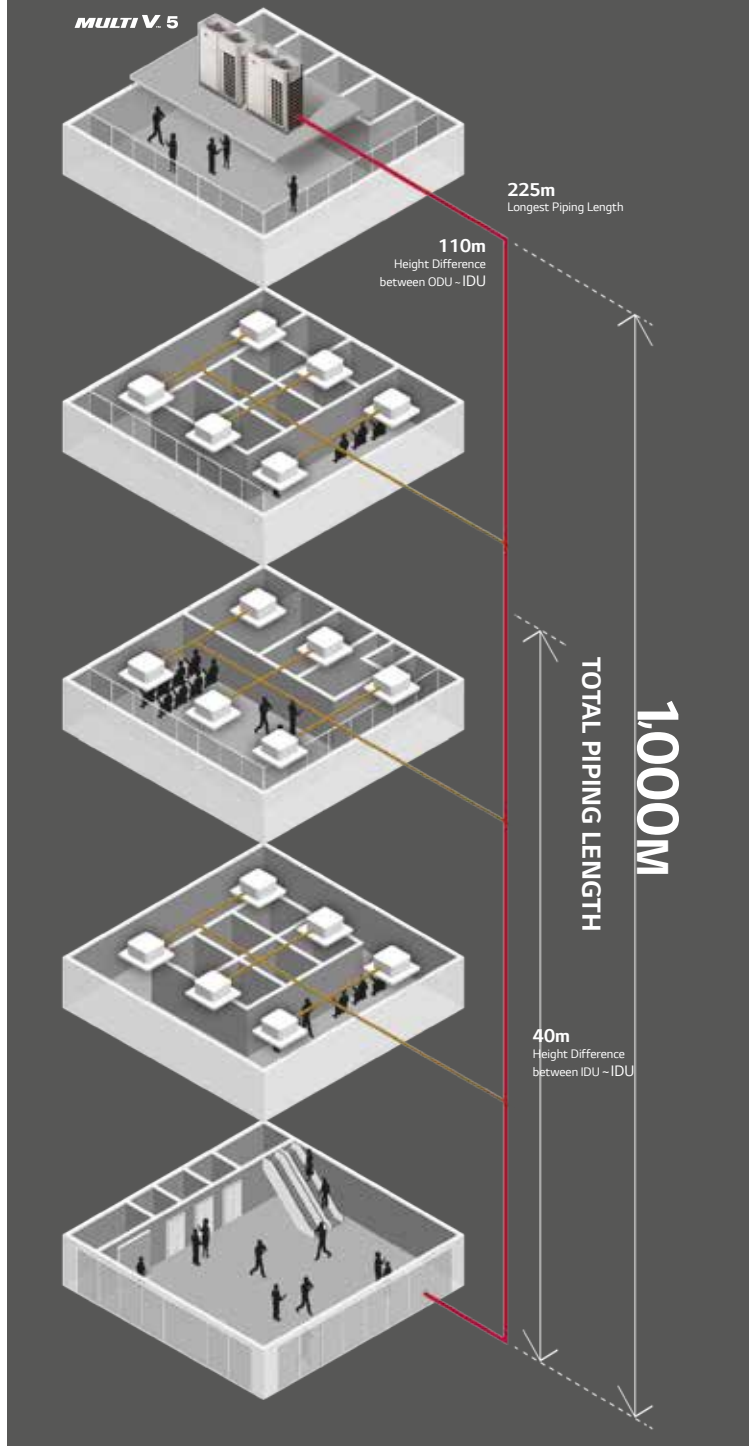 MULTI V™ 5
225m
Longest Piping Length
110m
Height Difference
between ODU ~ IDU
TOTAL PIPING LENGTH
1,000M
40m
Height Difference
between IDU ~ IDU